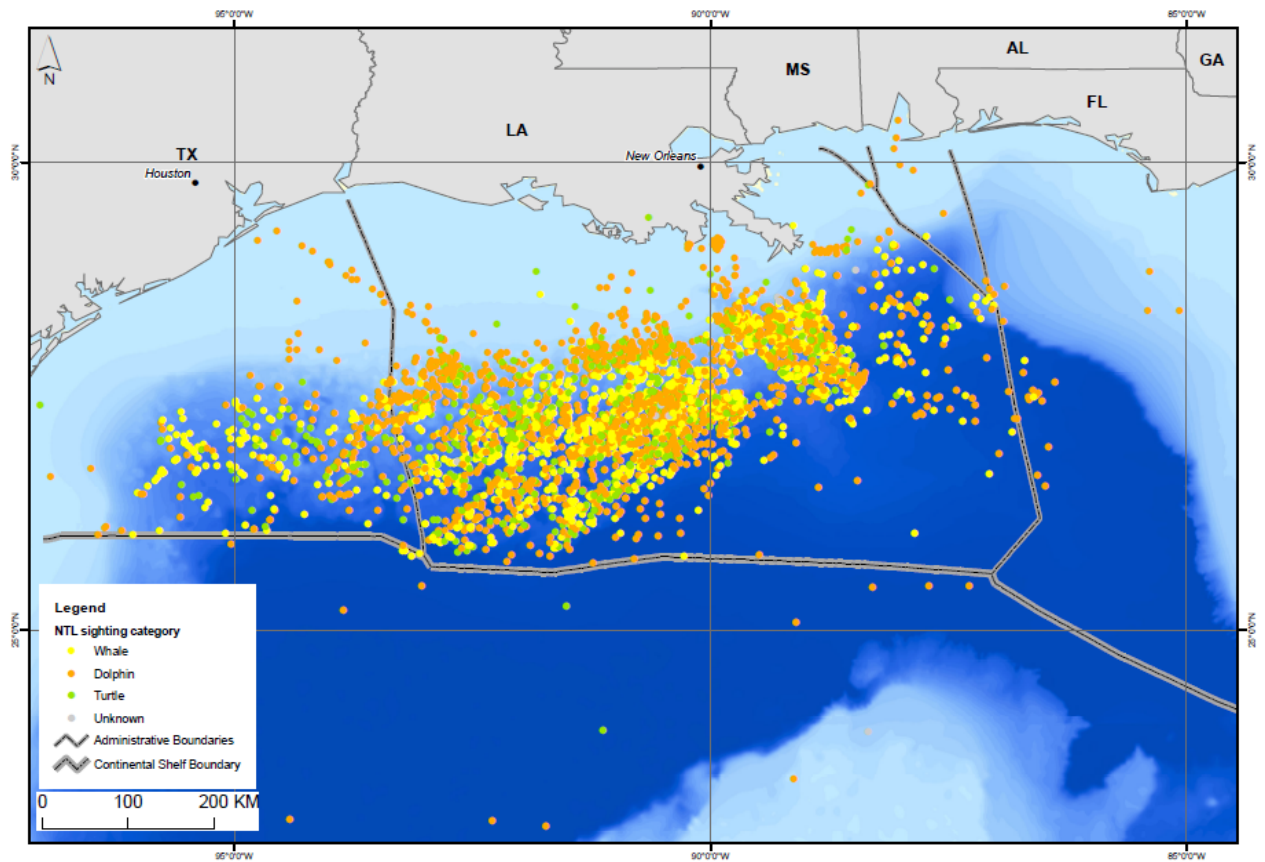 95°0'0"W 90°0'0"W 85°0'0"W
N
AL
GA
MS
FL
LA
TX
Houston
New Orleans
30°0'0"N 30°0'0"N
25°0'0"N 25°0'0"N
Legend
NTL sighting category
Whale
Dolphin
Turtle
Unknown
Administrative Boundaries
Continental Shelf Boundary
0 100 200 KM
95°0'0"W 90°0'0"W 85°0'0"W